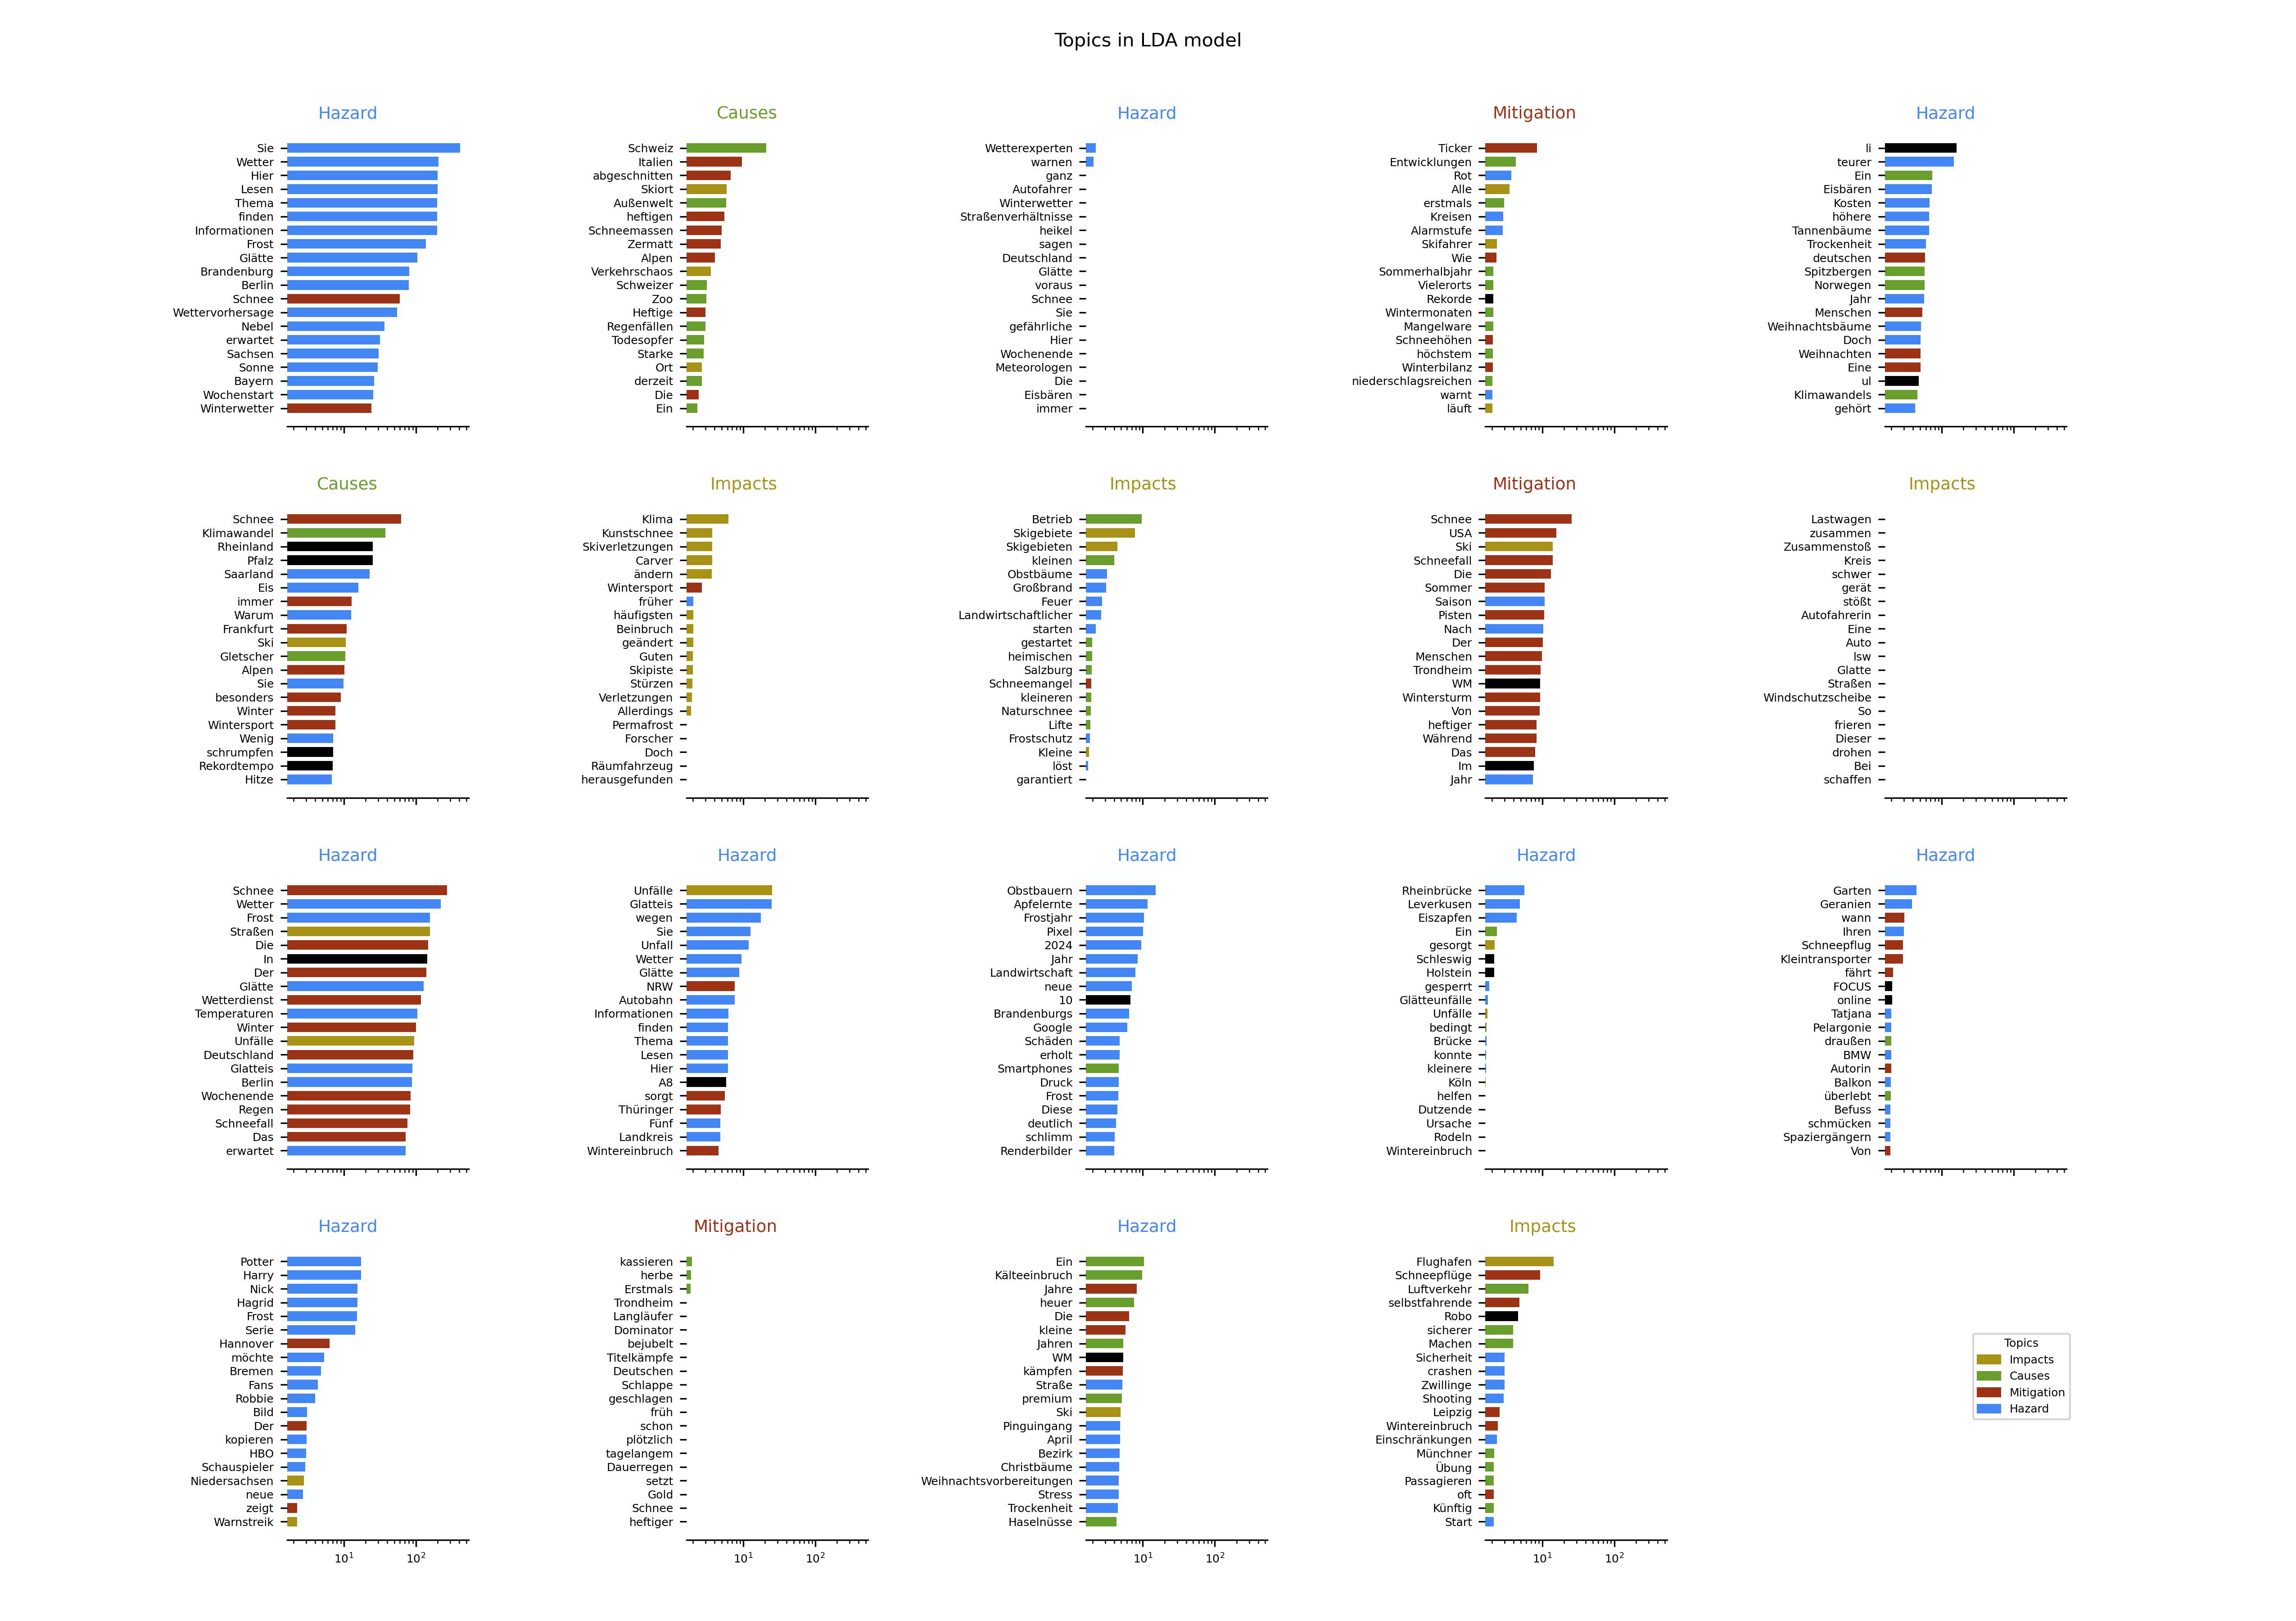 Topics in LDA model
Hazard
Sie
Wetter
Hier
Lesen
Thema
finden
Informationen
Frost
Glätte
Brandenburg
Berlin
Schnee
Wettervorhersage
Nebel
erwartet
Sachsen
Sonne
Bayern
Wochenstart
Winterwetter
Causes
Schweiz
Italien
abgeschnitten
Skiort
Außenwelt
heftigen
Schneemassen
Zermatt
Alpen
Verkehrschaos
Schweizer
Zoo
Heftige
Regenfällen
Todesopfer
Starke
Ort
derzeit
Die
Ein
Hazard
Wetterexperten
warnen
ganz
Autofahrer
Winterwetter
Straßenverhältnisse
heikel
sagen
Deutschland
Glätte
voraus
Schnee
Sie
gefährliche
Hier
Wochenende
Meteorologen
Die
Eisbären
immer
Mitigation
Ticker
Entwicklungen
Rot
Alle
erstmals
Kreisen
Alarmstufe
Skifahrer
Wie
Sommerhalbjahr
Vielerorts
Rekorde
Wintermonaten
Mangelware
Schneehöhen
höchstem
Winterbilanz
niederschlagsreichen
warnt
läuft
Hazard
li
teurer
Ein
Eisbären
Kosten
höhere
Tannenbäume
Trockenheit
deutschen
Spitzbergen
Norwegen
Jahr
Menschen
Weihnachtsbäume
Doch
Weihnachten
Eine
ul
Klimawandels
gehört
Causes
Schnee
Klimawandel
Rheinland
Pfalz
Saarland
Eis
immer
Warum
Frankfurt
Ski
Gletscher
Alpen
Sie
besonders
Winter
Wintersport
Wenig
schrumpfen
Rekordtempo
Hitze
Impacts
Klima
Kunstschnee
Skiverletzungen
Carver
ändern
Wintersport
früher
häufigsten
Beinbruch
geändert
Guten
Skipiste
Stürzen
Verletzungen
Allerdings
Permafrost
Forscher
Doch
Räumfahrzeug
herausgefunden
Impacts
Betrieb
Skigebiete
Skigebieten
kleinen
Obstbäume
Großbrand
Feuer
Landwirtschaftlicher
starten
gestartet
heimischen
Salzburg
Schneemangel
kleineren
Naturschnee
Lifte
Frostschutz
Kleine
löst
garantiert
Mitigation
Schnee
USA
Ski
Schneefall
Die
Sommer
Saison
Pisten
Nach
Der
Menschen
Trondheim
WM
Wintersturm
Von
heftiger
Während
Das
Im
Jahr
Impacts
Lastwagen
zusammen
Zusammenstoß
Kreis
schwer
gerät
stößt
Autofahrerin
Eine
Auto
lsw
Glatte
Straßen
Windschutzscheibe
So
frieren
Dieser
drohen
Bei
schaffen
Hazard
Schnee
Wetter
Frost
Straßen
Die
In
Der
Glätte
Wetterdienst
Temperaturen
Winter
Unfälle
Deutschland
Glatteis
Berlin
Wochenende
Regen
Schneefall
Das
erwartet
Hazard
Unfälle
Glatteis
wegen
Sie
Unfall
Wetter
Glätte
NRW
Autobahn
Informationen
finden
Thema
Lesen
Hier
A8
sorgt
Thüringer
Fünf
Landkreis
Wintereinbruch
Hazard
Obstbauern
Apfelernte
Frostjahr
Pixel
2024
Jahr
Landwirtschaft
neue
10
Brandenburgs
Google
Schäden
erholt
Smartphones
Druck
Frost
Diese
deutlich
schlimm
Renderbilder
Hazard
Rheinbrücke
Leverkusen
Eiszapfen
Ein
gesorgt
Schleswig
Holstein
gesperrt
Glätteunfälle
Unfälle
bedingt
Brücke
konnte
kleinere
Köln
helfen
Dutzende
Ursache
Rodeln
Wintereinbruch
Hazard
Garten
Geranien
wann
Ihren
Schneepflug
Kleintransporter
fährt
FOCUS
online
Tatjana
Pelargonie
draußen
BMW
Autorin
Balkon
überlebt
Befuss
schmücken
Spaziergängern
Von
Hazard
Potter
Harry
Nick
Hagrid
Frost
Serie
Hannover
möchte
Bremen
Fans
Robbie
Bild
Der
kopieren
HBO
Schauspieler
Niedersachsen
neue
zeigt
Warnstreik
10¹ 10²
Mitigation
kassieren
herbe
Erstmals
Trondheim
Langläufer
Dominator
bejubelt
Titelkämpfe
Deutschen
Schlappe
geschlagen
früh
schon
plötzlich
tagelangem
Dauerregen
setzt
Gold
Schnee
heftiger
10¹ 10²
Hazard
Ein
Kälteeinbruch
Jahre
heuer
Die
kleine
Jahren
WM
kämpfen
Straße
premium
Ski
Pinguingang
April
Bezirk
Christbäume
Weihnachtsvorbereitungen
Stress
Trockenheit
Haselnüsse
10¹ 10²
Impacts
Flughafen
Schneepflüge
Luftverkehr
selbstfahrende
Robo
sicherer
Machen
Sicherheit
crashen
Zwillinge
Shooting
Leipzig
Wintereinbruch
Einschränkungen
Münchner
Übung
Passagieren
oft
Künftig
Start
10¹ 10²
Topics
Impacts
Causes
Mitigation
Hazard